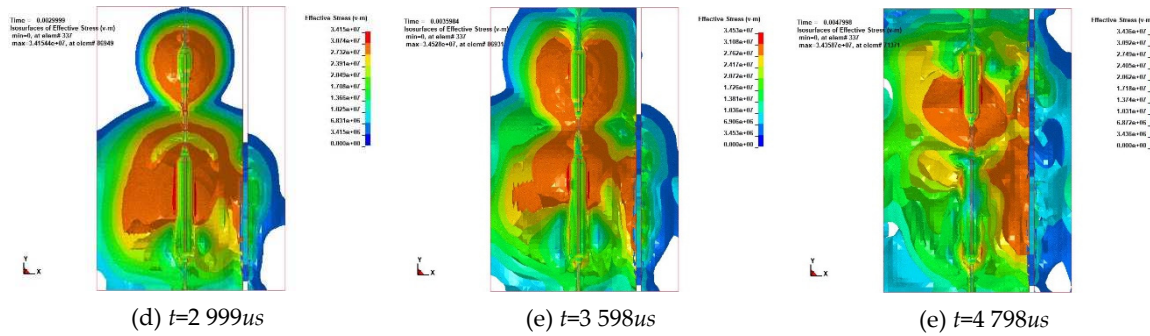 Time = 0.0029999
Isosurfaces of Effective Stress (v-m)
min=0, at elem# 337
max=3.41544e+07, at elem# 86949
Effective Stress (v-m)
3.415e+07
3.074e+07
2.732e+07
2.391e+07
2.049e+07
1.708e+07
1.366e+07
1.025e+07
6.831e+06
3.415e+06
0.000e+00
Y
X
(d) t=2 999us
Time = 0.0035984
Isosurfaces of Effective Stress (v-m)
min=0, at elem# 337
Effective Stress (v-m)
3.453e+07
3.108e+07
2.762e+07
2.417e+07
2.072e+07
1.726e+07
1.381e+07
1.036e+07
6.906e+06
3.453e+06
0.000e+00
Y
X
(e) t=3 598us
Time = 0.0047998
Isosurfaces of Effective Stress (v-m)
min=0, at elem# 337
Effective Stress (v-m)
3.436e+07
3.092e+07
2.749e+07
2.405e+07
2.062e+07
1.718e+07
1.374e+07
1.031e+07
6.872e+06
3.436e+06
0.000e+00
Y
X
(e) t=4 798us